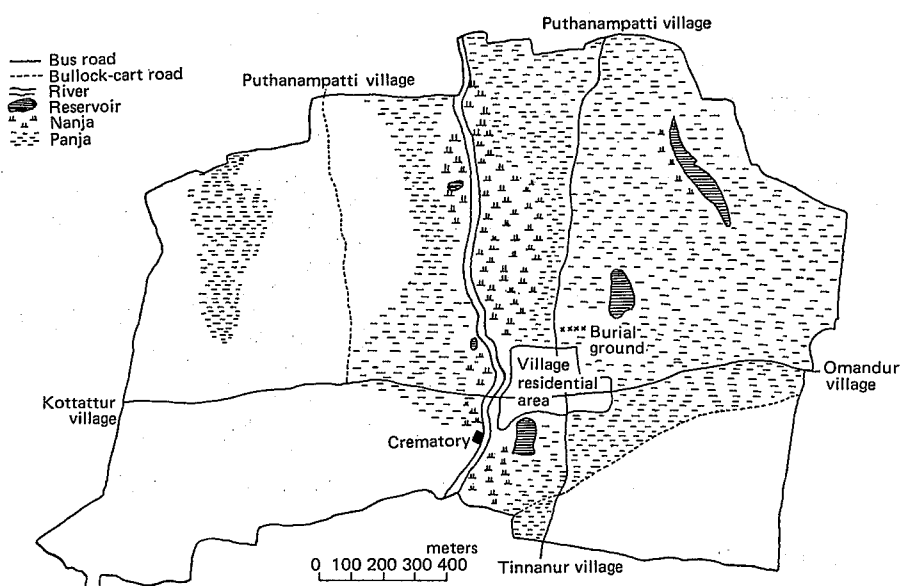 Puthanampatti village
Bus road
Bullock-cart road
River
Reservoir
Nanja
Panja
Puthanampatti village
Burial
ground
Village
residential
area
Omandur
village
Kottattur
village
Crematory
meters
0 100 200 300 400
Tinnanur village